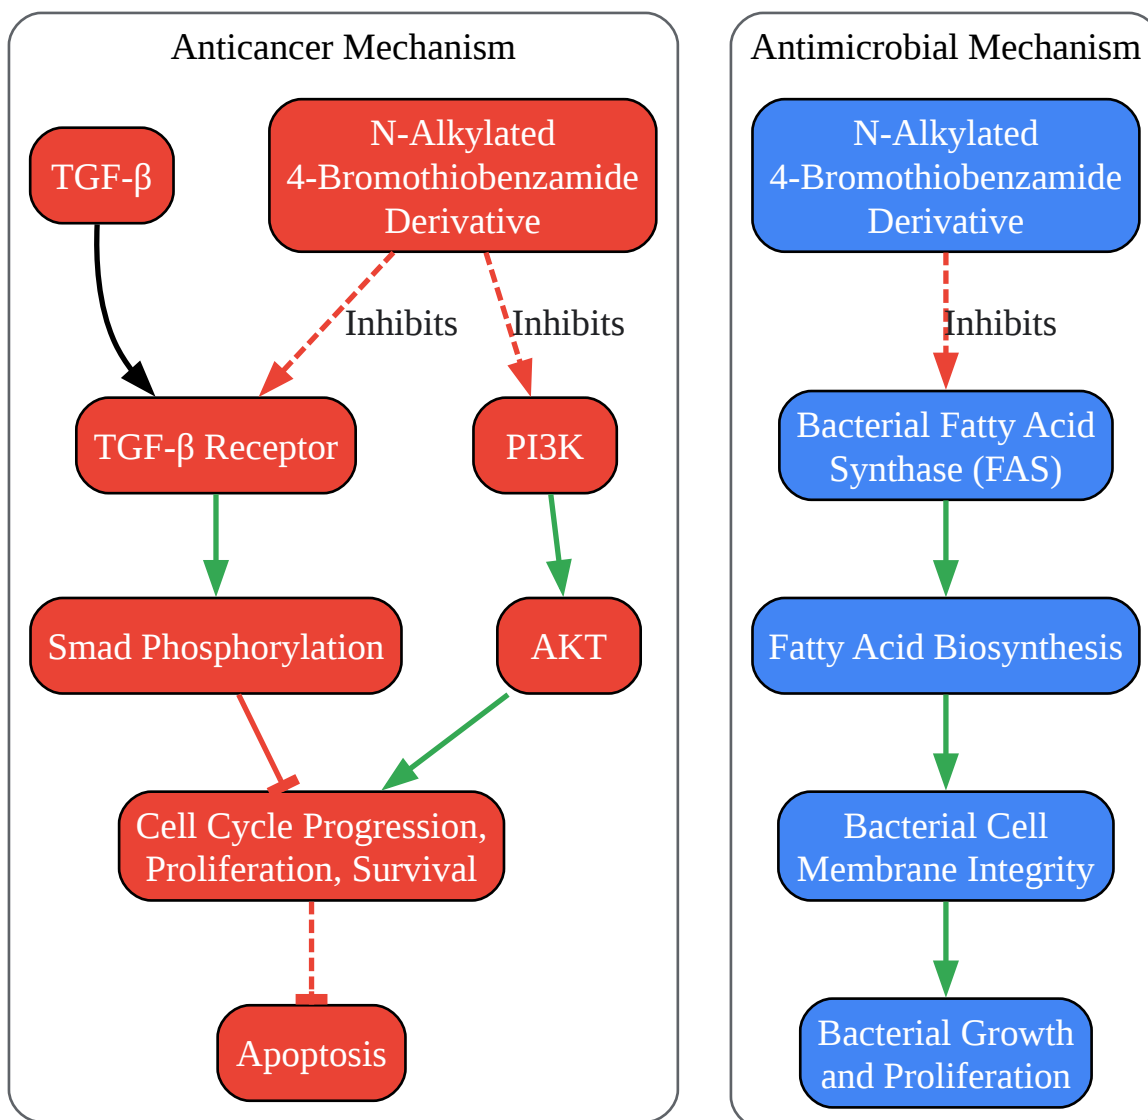 Anticancer Mechanism
TGF-β
N-Alkylated
4-Bromothiobenzamide
Derivative
Inhibits
Inhibits
TGF-β Receptor
PI3K
Smad Phosphorylation
AKT
Cell Cycle Progression,
Proliferation, Survival
Apoptosis
Antimicrobial Mechanism
N-Alkylated
4-Bromothiobenzamide
Derivative
Inhibits
Bacterial Fatty Acid
Synthase (FAS)
Fatty Acid Biosynthesis
Bacterial Cell
Membrane Integrity
Bacterial Growth
and Proliferation